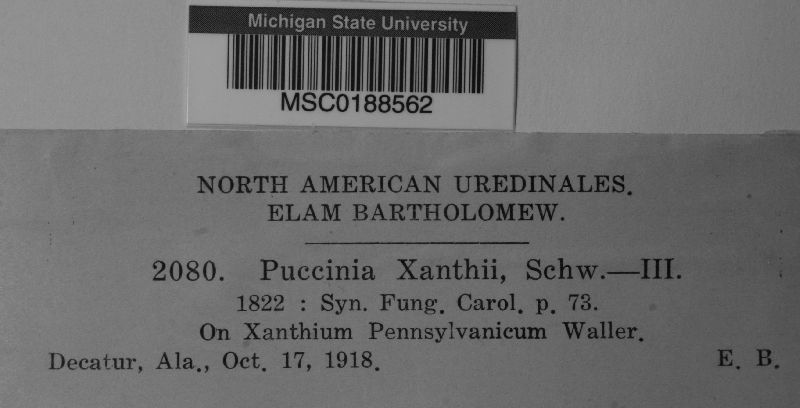 Michigan State University
MSC0188562
NORTH AMERICAN UREDINALES.
ELAM BARTHOLOMEW.
2080. Puccinia Xanthii, Schw.—III.
1822 : Syn. Fung. Carol. p. 73.
On Xanthium Pennsylvanicum Waller.
Decatur, Ala., Oct. 17, 1918. E. B.